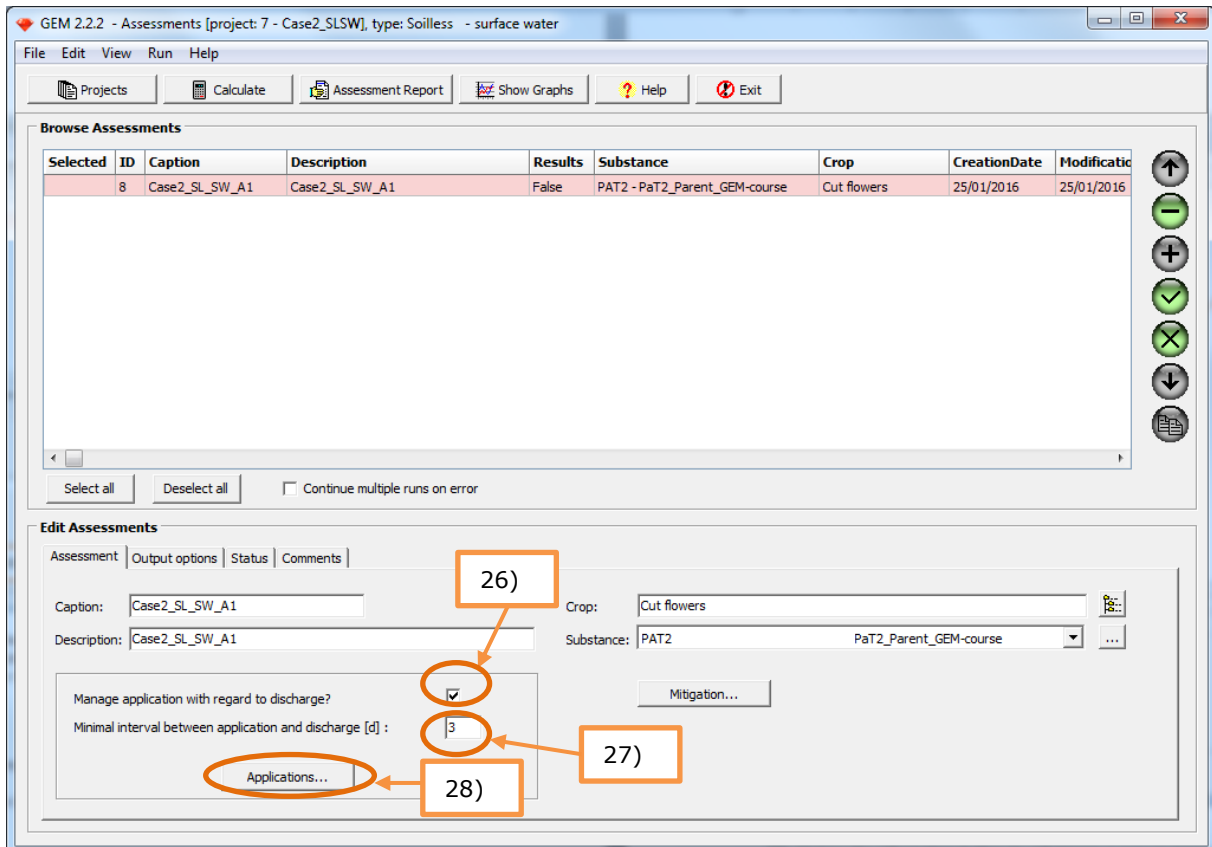 GEM 2.2.2 - Assessments [project: 7 - Case2_SLSW], type: Soilless - surface water
File Edit View Run Help
Projects Calculate Assessment Report Show Graphs ? Help Exit
Browse Assessments
Selected ID Caption Description Results Substance Crop CreationDate Modificatio
8 Case2_SL_SW_A1 Case2_SL_SW_A1 False PAT2 - PaT2_Parent_GEM-course Cut flowers 25/01/2016 25/01/2016
Select all Deselect all Continue multiple runs on error
Edit Assessments
Assessment Output options Status Comments
26)
Caption: Case2_SL_SW_A1 Crop: Cut flowers
Description: Case2_SL_SW_A1 Substance: PAT2 PaT2_Parent_GEM-course ...
Manage application with regard to discharge? Mitigation...
Minimal interval between application and discharge [d] : 3
27)
Applications...
28)